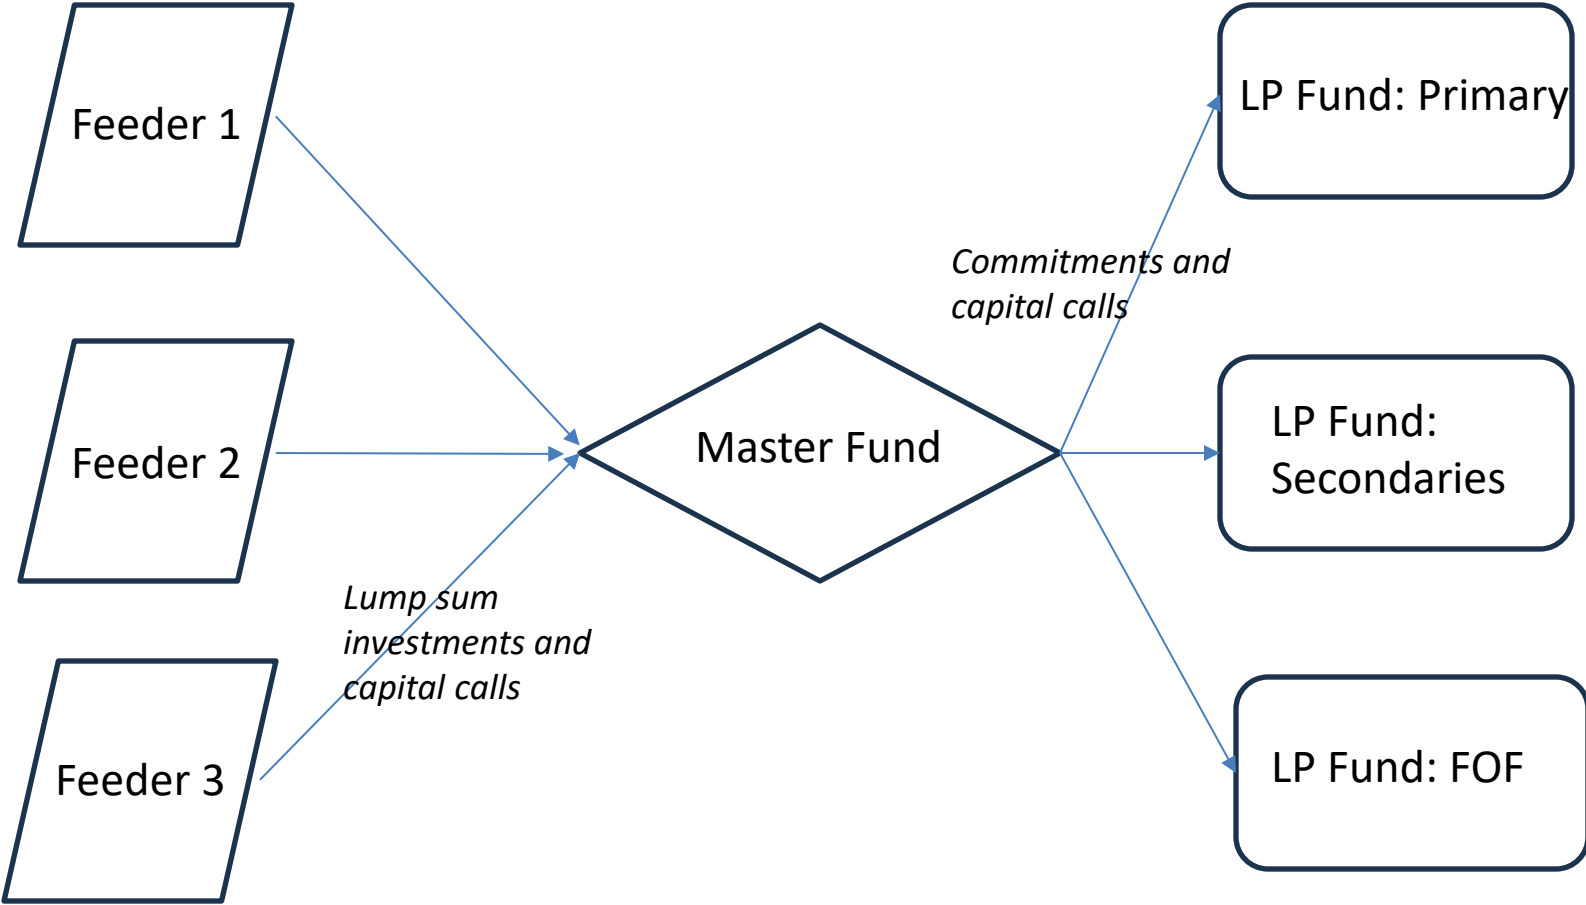 Feeder 1
LP Fund: Primary
Commitments and
capital calls
Feeder 2
Master Fund
LP Fund:
Secondaries
Lump sum
investments and
capital calls
Feeder 3
LP Fund: FOF